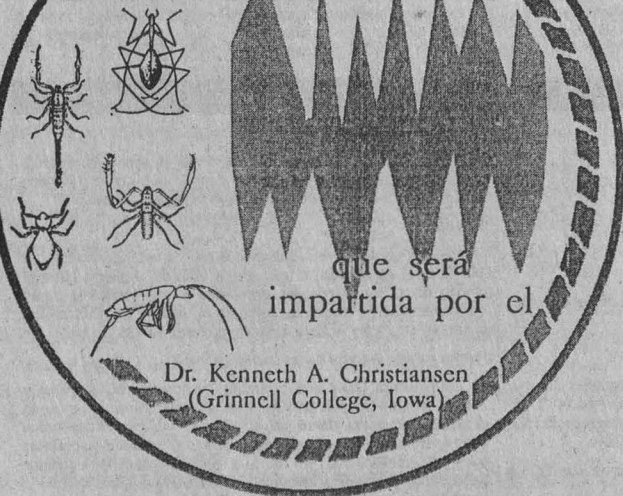 que será
impartida por el
Dr. Kenneth A. Christiansen
(Grinnell College, Iowa)